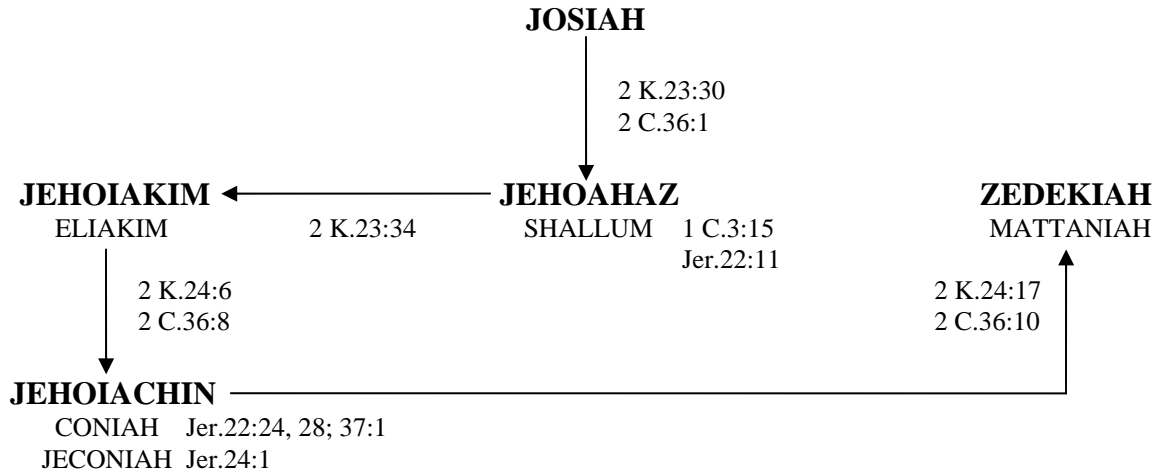 JOSIAH
2 K.23:30
2 C.36:1
JEHOIAKIM JEHOAHAZ ZEDEKIAH
ELIAKIM 2 K.23:34 SHALLUM 1 C.3:15 MATTANIAH
Jer.22:11
2 K.24:6 2 K.24:17
2 C.36:8 2 C.36:10
JEHOIACHIN
CONIAH Jer.22:24, 28; 37:1
JECONIAH Jer.24:1